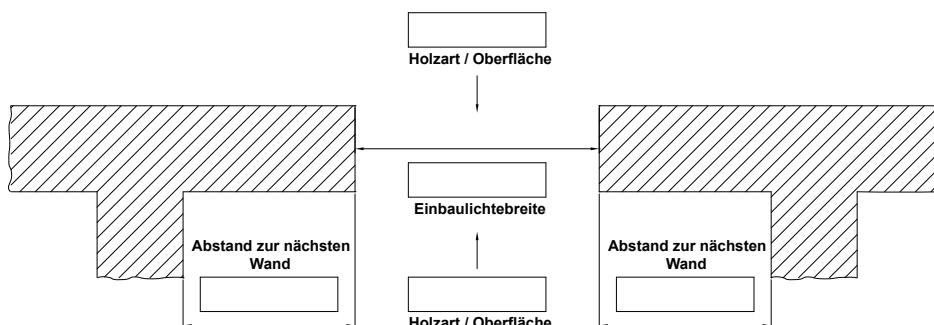 Holzart / Oberfläche
Einbaulichtebreite
Abstand zur nächsten
Wand
Abstand zur nächsten
Wand
Holzart / Oberfläche